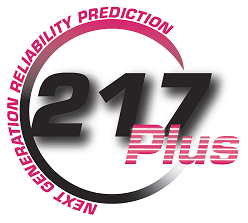 NEXT GENERATION RELIABILITY PREDICTION
217
Plus